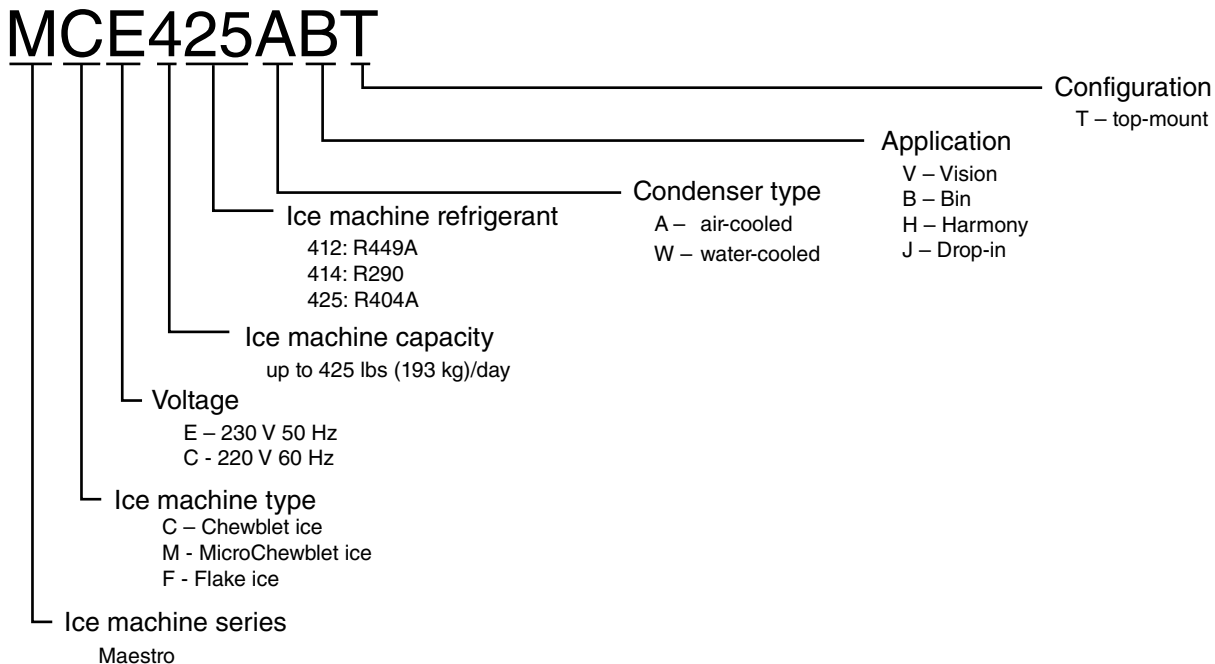 MCE425ABT
Configuration
T – top-mount
Application
V – Vision
B – Bin
H – Harmony
J – Drop-in
Condenser type
A – air-cooled
W – water-cooled
Ice machine refrigerant
412: R449A
414: R290
425: R404A
Ice machine capacity
up to 425 lbs (193 kg)/day
Voltage
E – 230 V 50 Hz
C - 220 V 60 Hz
Ice machine type
C – Chewblet ice
M - MicroChewblet ice
F - Flake ice
Ice machine series
Maestro